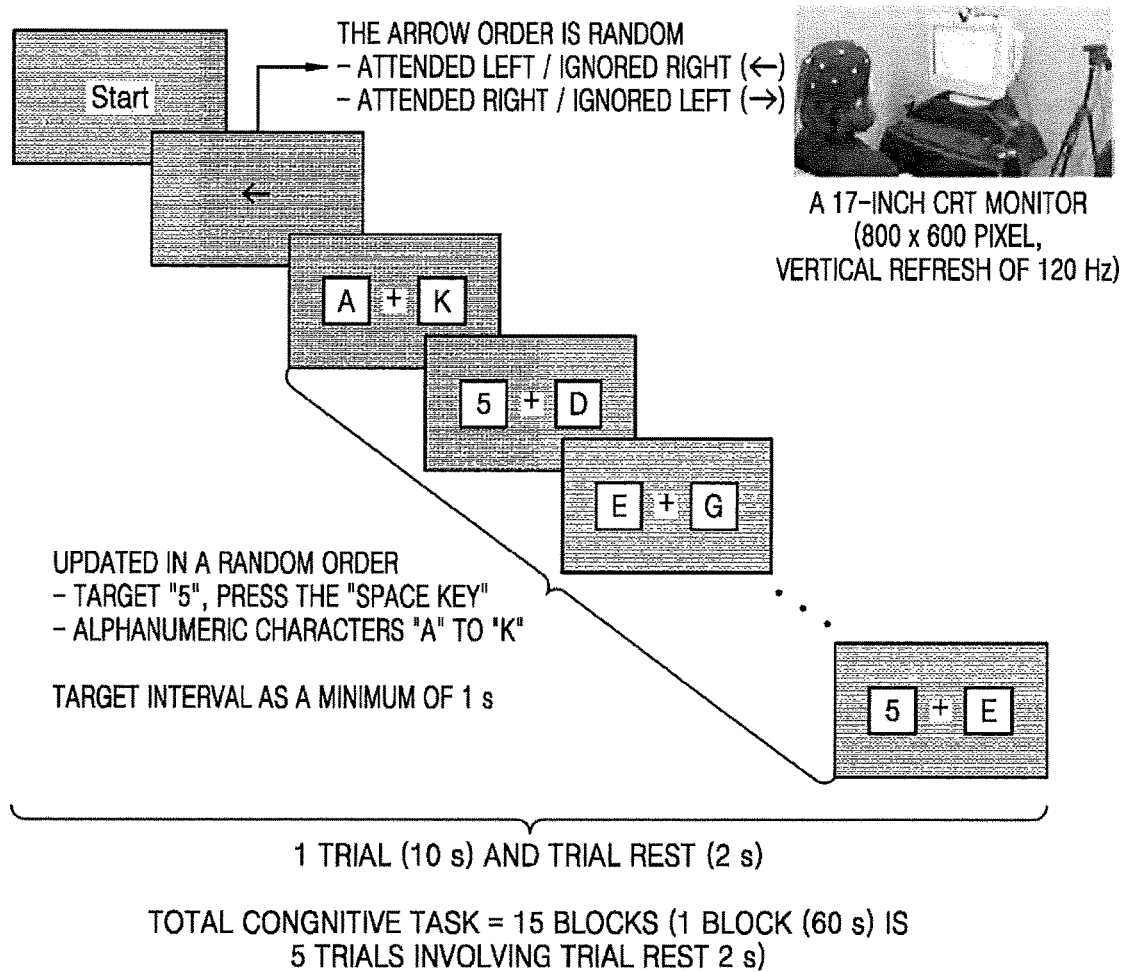 THE ARROW ORDER IS RANDOM
– ATTENDED LEFT / IGNORED RIGHT (←)
– ATTENDED RIGHT / IGNORED LEFT (→)
Start
←
A 17-INCH CRT MONITOR
(800 x 600 PIXEL,
VERTICAL REFRESH OF 120 Hz)
A + K
5 + D
E + G
UPDATED IN A RANDOM ORDER
– TARGET "5", PRESS THE "SPACE KEY"
– ALPHANUMERIC CHARACTERS "A" TO "K"
TARGET INTERVAL AS A MINIMUM OF 1 s
5 + E
1 TRIAL (10 s) AND TRIAL REST (2 s)
TOTAL CONGNITIVE TASK = 15 BLOCKS (1 BLOCK (60 s) IS
5 TRIALS INVOLVING TRIAL REST 2 s)